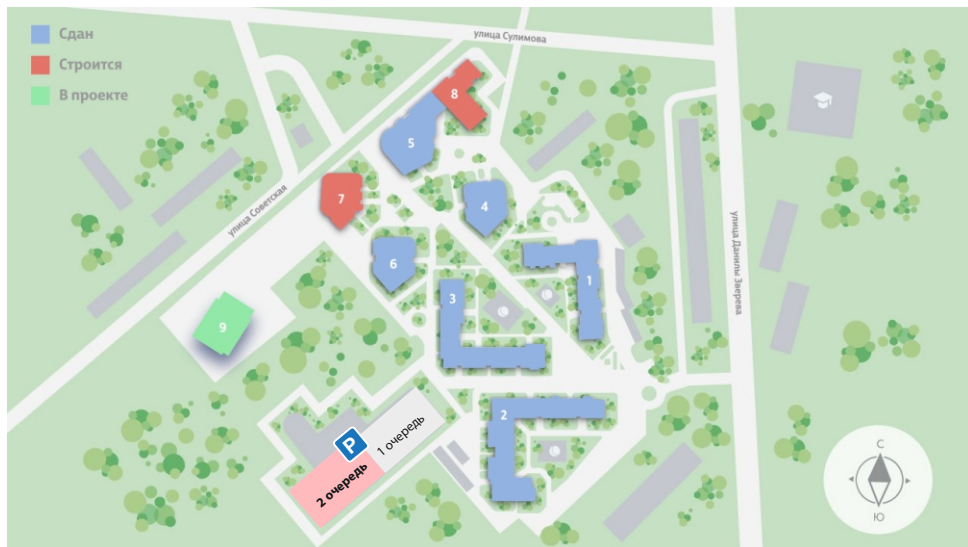 Сдан
Строится
В проекте
улица Сулимова
8
5
7
4
улица Советская
6
1
3
9
улица Данилы Зверева
2
P
1 очередь
2 очередь
С
Ю